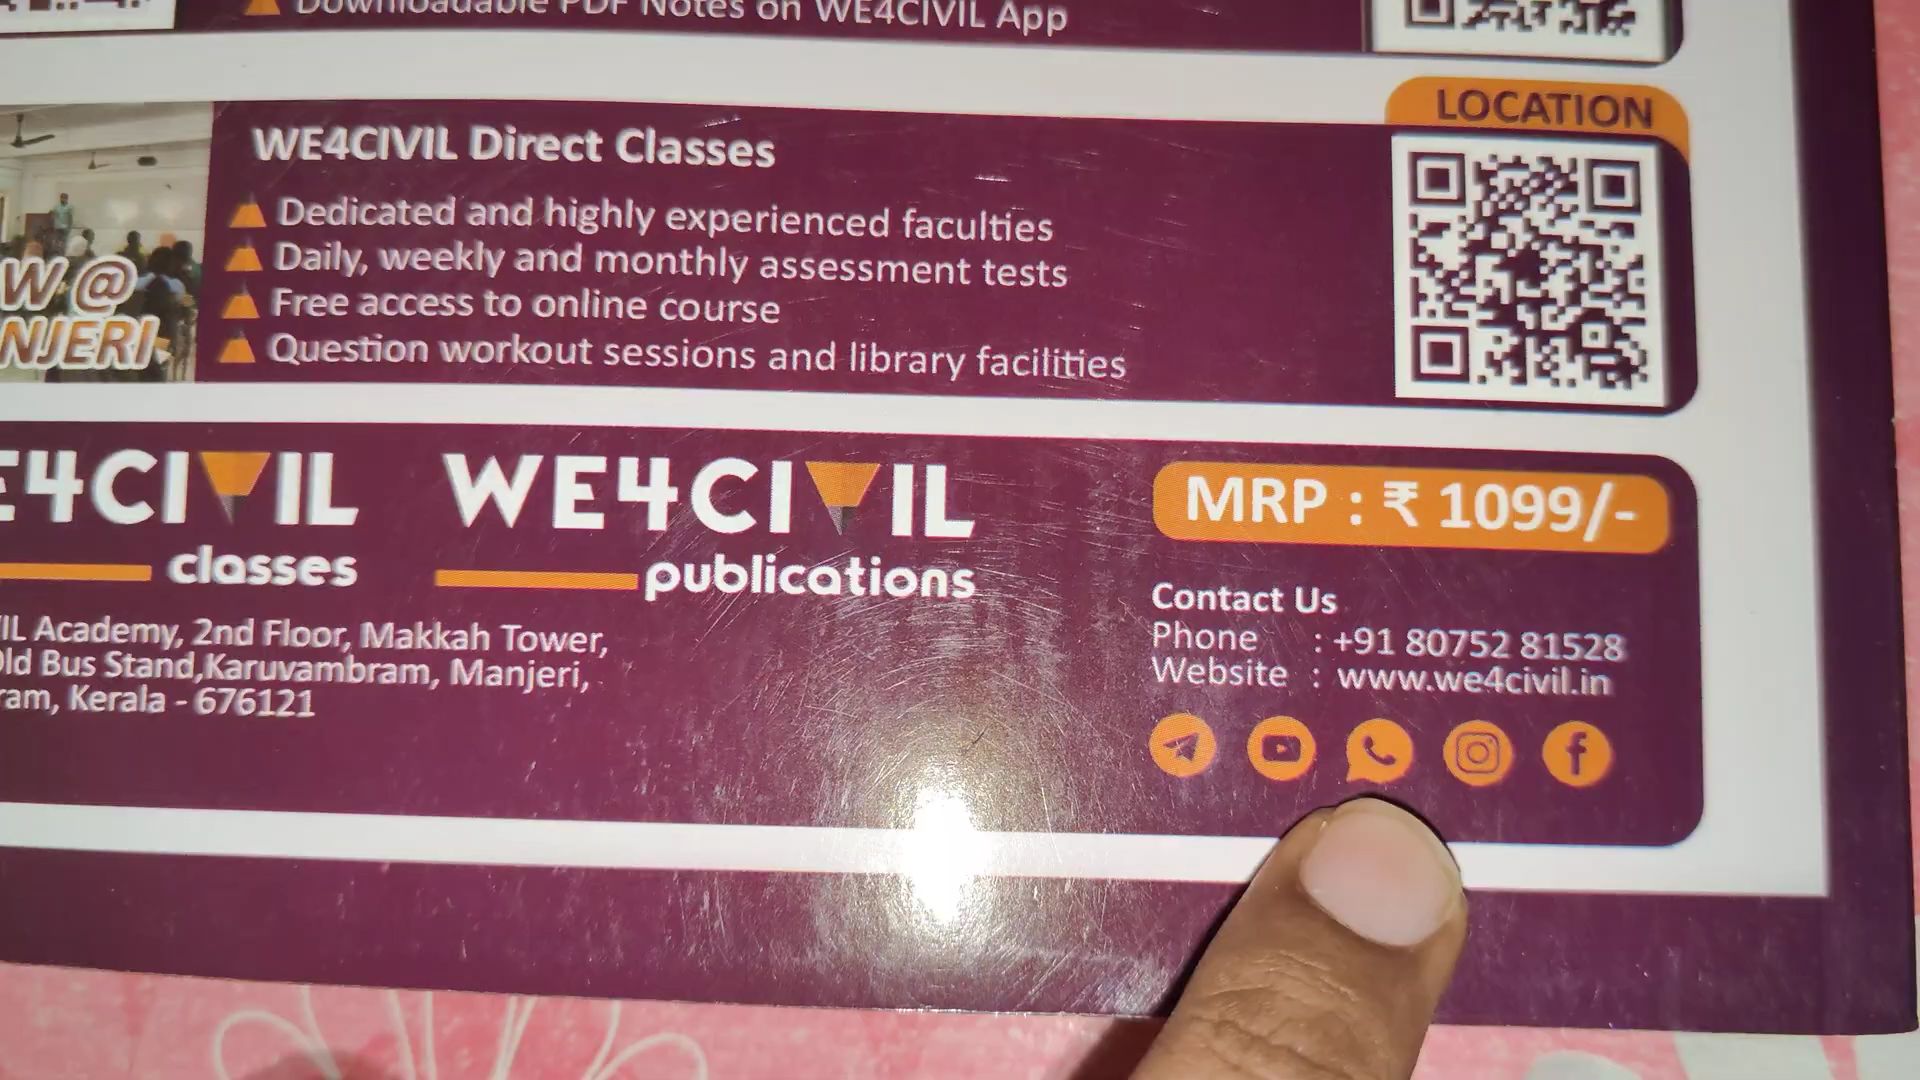 Downloadable PDF Notes on WE4CIVIL App
LOCATION
WE4CIVIL Direct Classes
Dedicated and highly experienced faculties
Daily, weekly and monthly assessment tests
Free access to online course
Question workout sessions and library facilities
W @
NJERI
E4CIVIL
classes
WE4CIVIL
publications
IL Academy, 2nd Floor, Makkah Tower,
Old Bus Stand,Karuvambram, Manjeri,
ram, Kerala - 676121
MRP : ₹ 1099/-
Contact Us
Phone : +91 80752 81528
Website : www.we4civil.in